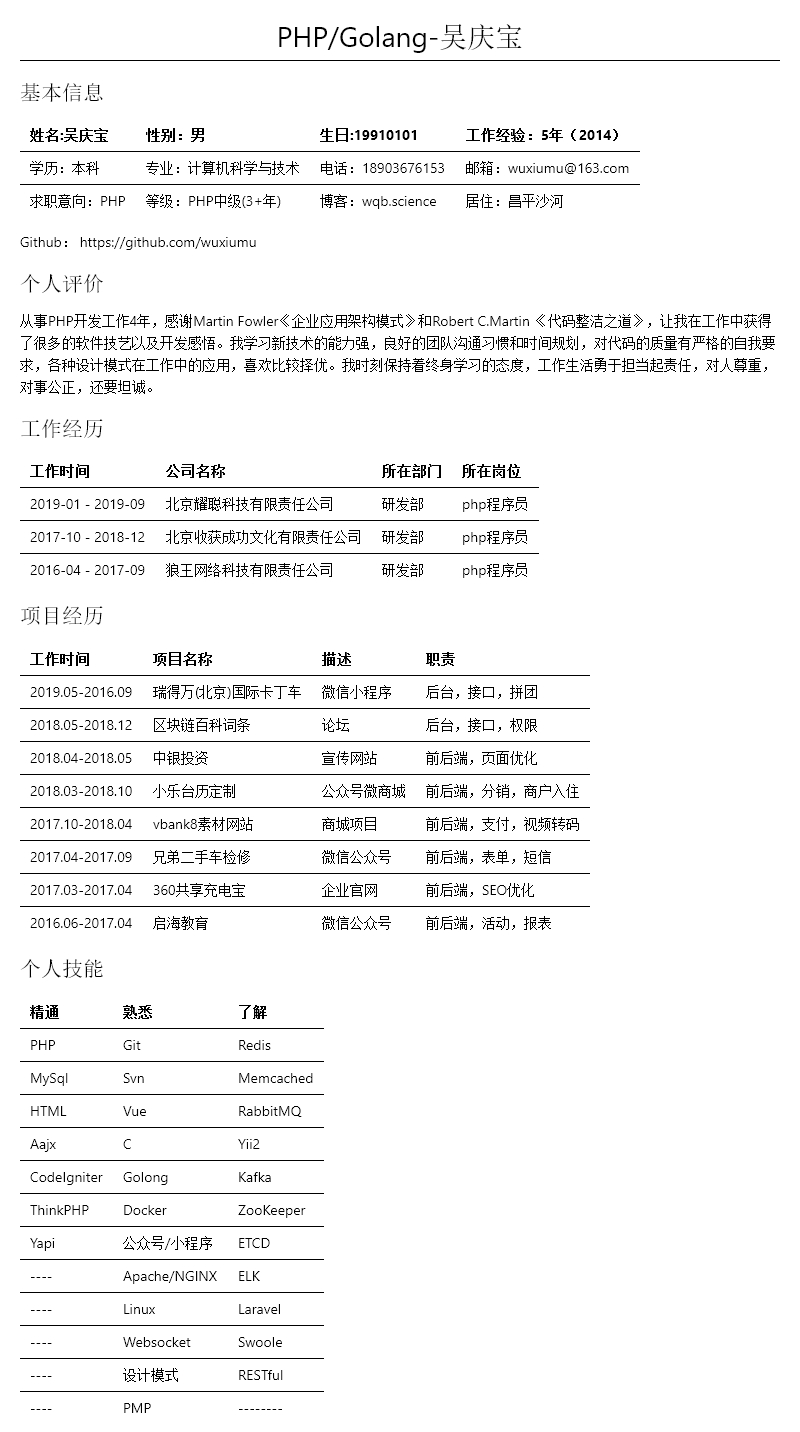 PHP/Golang-吴庆宝
基本信息
姓名:吴庆宝 性别：男 生日:19910101 工作经验：5年（2014）
学历：本科 专业：计算机科学与技术 电话：18903676153 邮箱：wuxiumu@163.com
求职意向：PHP 等级：PHP中级(3+年) 博客：wqb.science 居住：昌平沙河
Github： https://github.com/wuxiumu
个人评价
从事PHP开发工作4年，感谢Martin Fowler《企业应用架构模式》和Robert C.Martin 《代码整洁之道》，让我在工作中获得
了很多的软件技艺以及开发感悟。我学习新技术的能力强，良好的团队沟通习惯和时间规划，对代码的质量有严格的自我要
求，各种设计模式在工作中的应用，喜欢比较择优。我时刻保持着终身学习的态度，工作生活勇于担当起责任，对人尊重，
对事公正，还要坦诚。
工作经历
工作时间 公司名称 所在部门 所在岗位
2019-01 - 2019-09 北京耀聪科技有限责任公司 研发部 php程序员
2017-10 - 2018-12 北京收获成功文化有限责任公司 研发部 php程序员
2016-04 - 2017-09 狼王网络科技有限责任公司 研发部 php程序员
项目经历
工作时间 项目名称 描述 职责
2019.05-2016.09 瑞得万(北京)国际卡丁车 微信小程序 后台，接口，拼团
2018.05-2018.12 区块链百科词条 论坛 后台，接口，权限
2018.04-2018.05 中银投资 宣传网站 前后端，页面优化
2018.03-2018.10 小乐台历定制 公众号微商城 前后端，分销，商户入住
2017.10-2018.04 vbank8素材网站 商城项目 前后端，支付，视频转码
2017.04-2017.09 兄弟二手车检修 微信公众号 前后端，表单，短信
2017.03-2017.04 360共享充电宝 企业官网 前后端，SEO优化
2016.06-2017.04 启海教育 微信公众号 前后端，活动，报表
个人技能
精通 熟悉 了解
PHP Git Redis
MySql Svn Memcached
HTML Vue RabbitMQ
Aajx C Yii2
CodeIgniter Golong Kafka
ThinkPHP Docker ZooKeeper
Yapi 公众号/小程序 ETCD
---- Apache/NGINX ELK
---- Linux Laravel
---- Websocket Swoole
---- 设计模式 RESTful
---- PMP --------